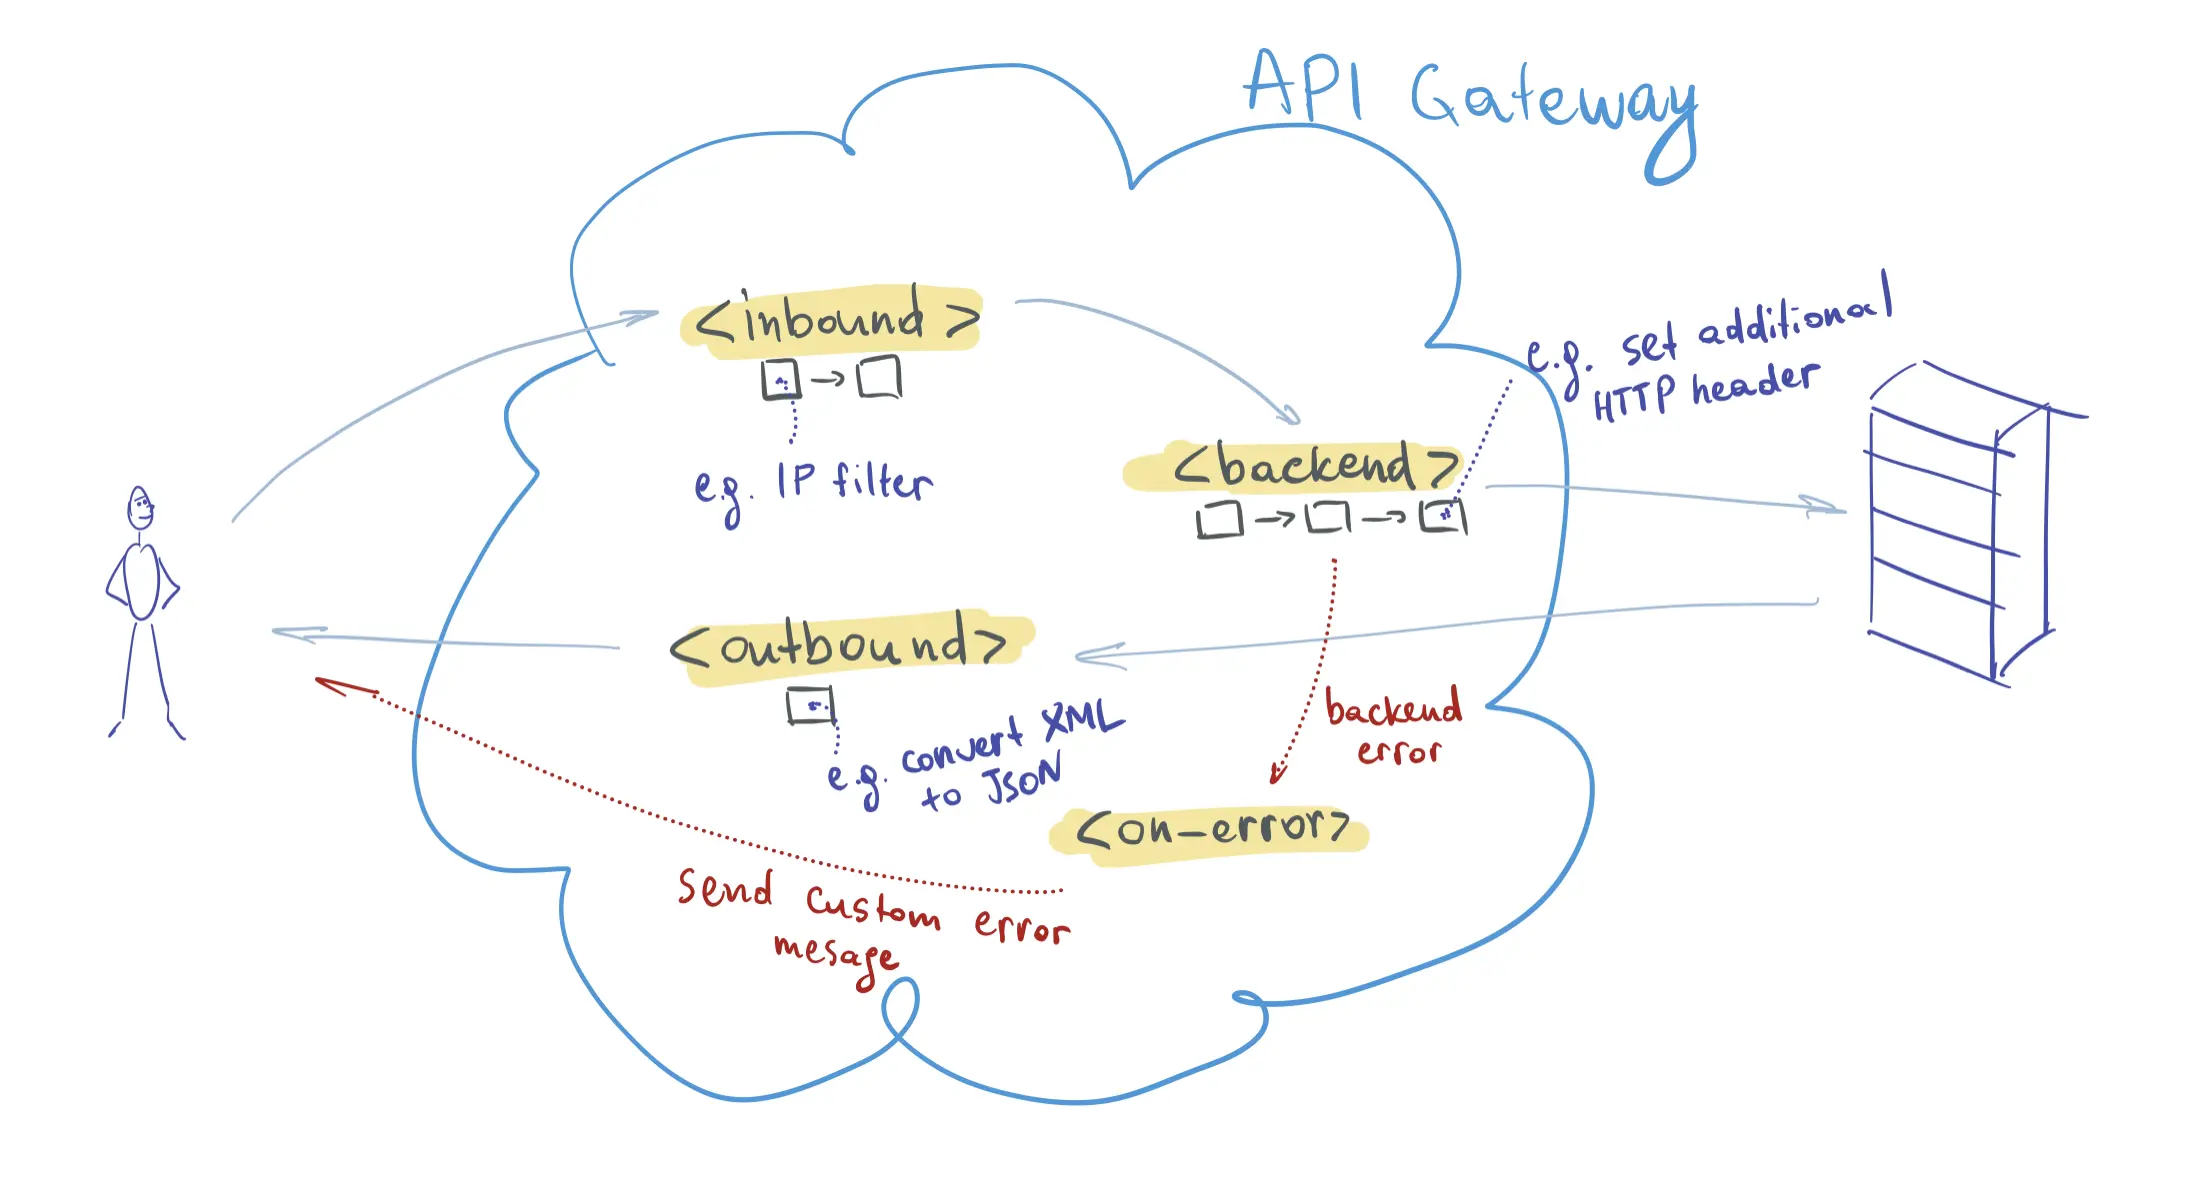 API Gateway
<inbound>
e.g. IP filter
<backend>
e.g. set additional
HTTP header
<outbound>
e.g. convert XML
to JSON
backend
error
<on-error>
Send custom error
mesage